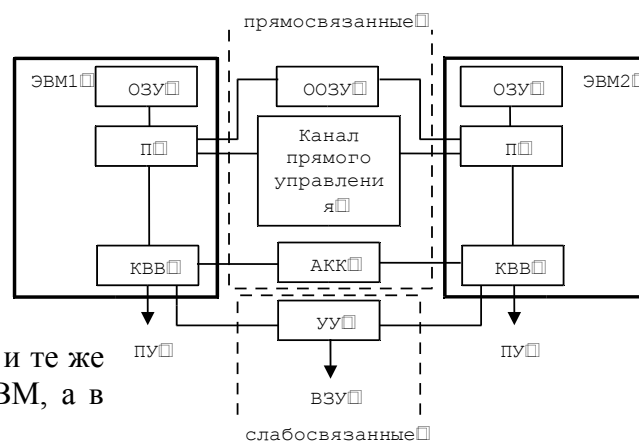 прямосвязанные
ЭВМ1
ОЗУ
ООЗУ
ОЗУ
ЭВМ2
П
Канал
прямого
управлени
я
П
КВВ
АКК
КВВ
УУ
ПУ
ПУ
и те же
ВМ, а в
ВЗУ
слабосвязанные